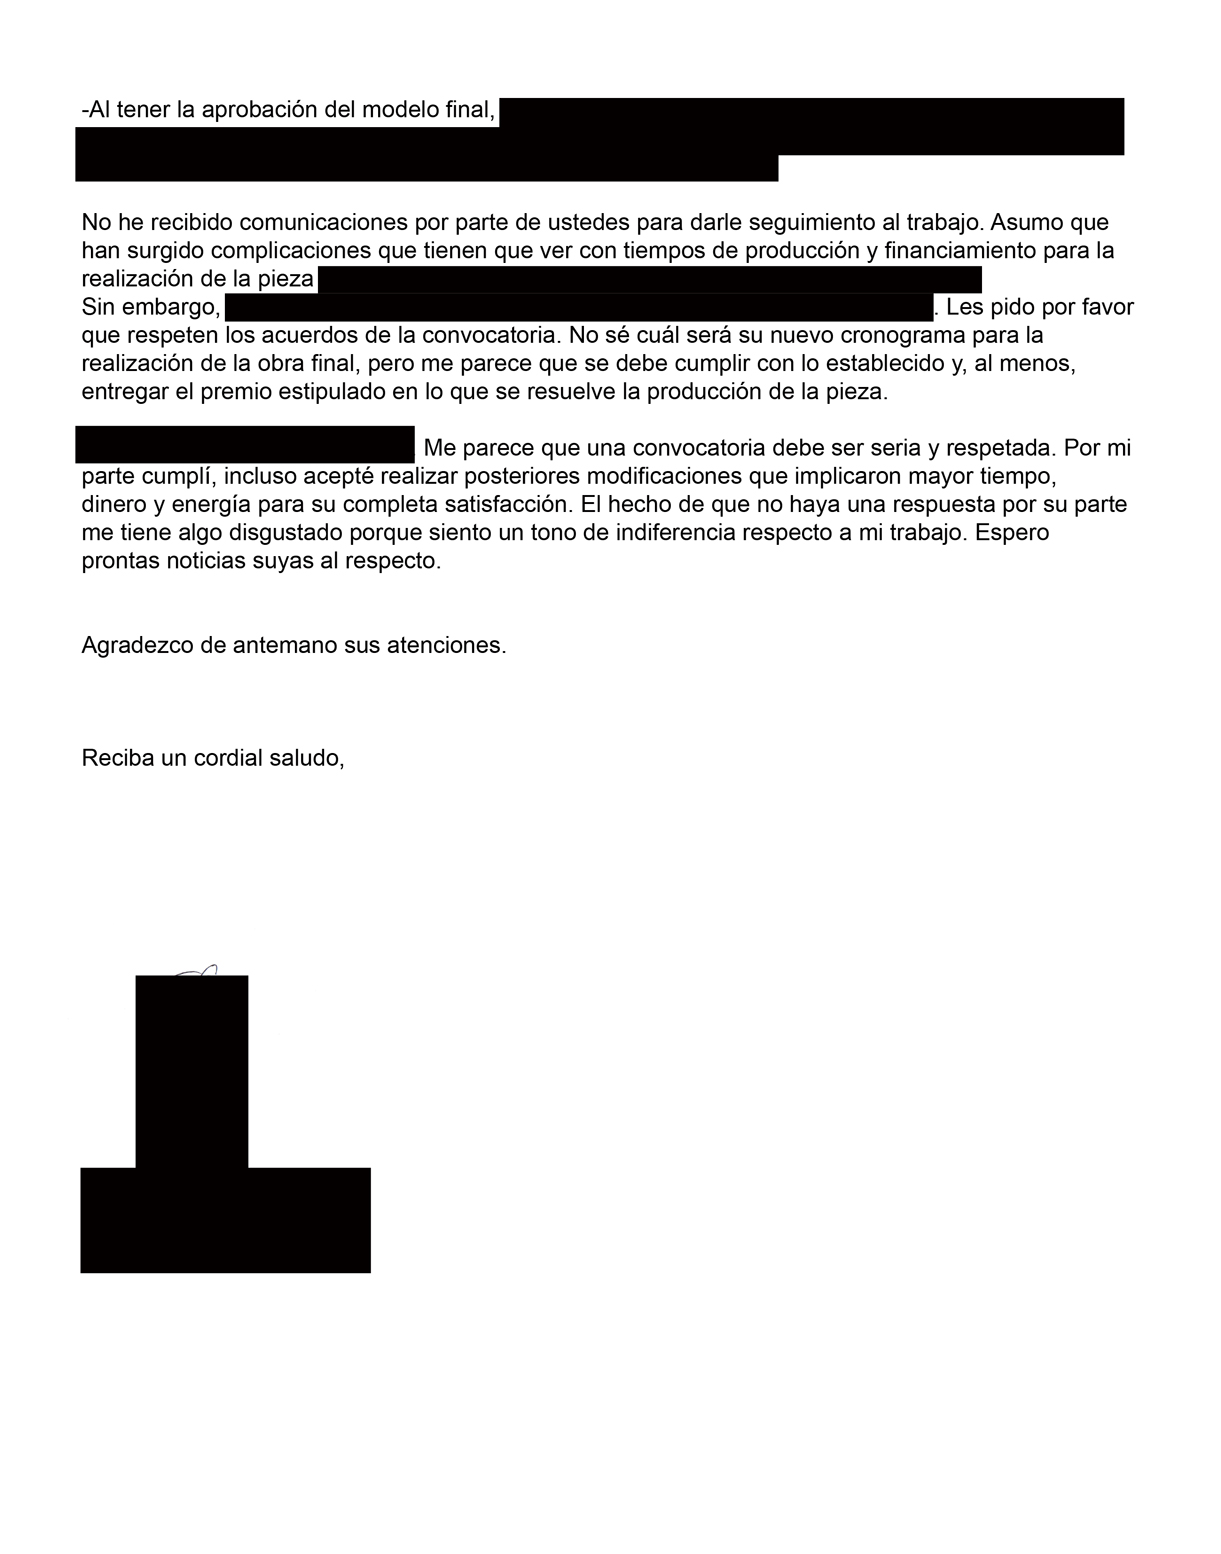 -Al tener la aprobación del modelo final,
No he recibido comunicaciones por parte de ustedes para darle seguimiento al trabajo. Asumo que
han surgido complicaciones que tienen que ver con tiempos de producción y financiamiento para la
realización de la pieza
Sin embargo, . Les pido por favor
que respeten los acuerdos de la convocatoria. No sé cuál será su nuevo cronograma para la
realización de la obra final, pero me parece que se debe cumplir con lo establecido y, al menos,
entregar el premio estipulado en lo que se resuelve la producción de la pieza.
Me parece que una convocatoria debe ser seria y respetada. Por mi
parte cumplí, incluso acepté realizar posteriores modificaciones que implicaron mayor tiempo,
dinero y energía para su completa satisfacción. El hecho de que no haya una respuesta por su parte
me tiene algo disgustado porque siento un tono de indiferencia respecto a mi trabajo. Espero
prontas noticias suyas al respecto.
Agradezco de antemano sus atenciones.
Reciba un cordial saludo,